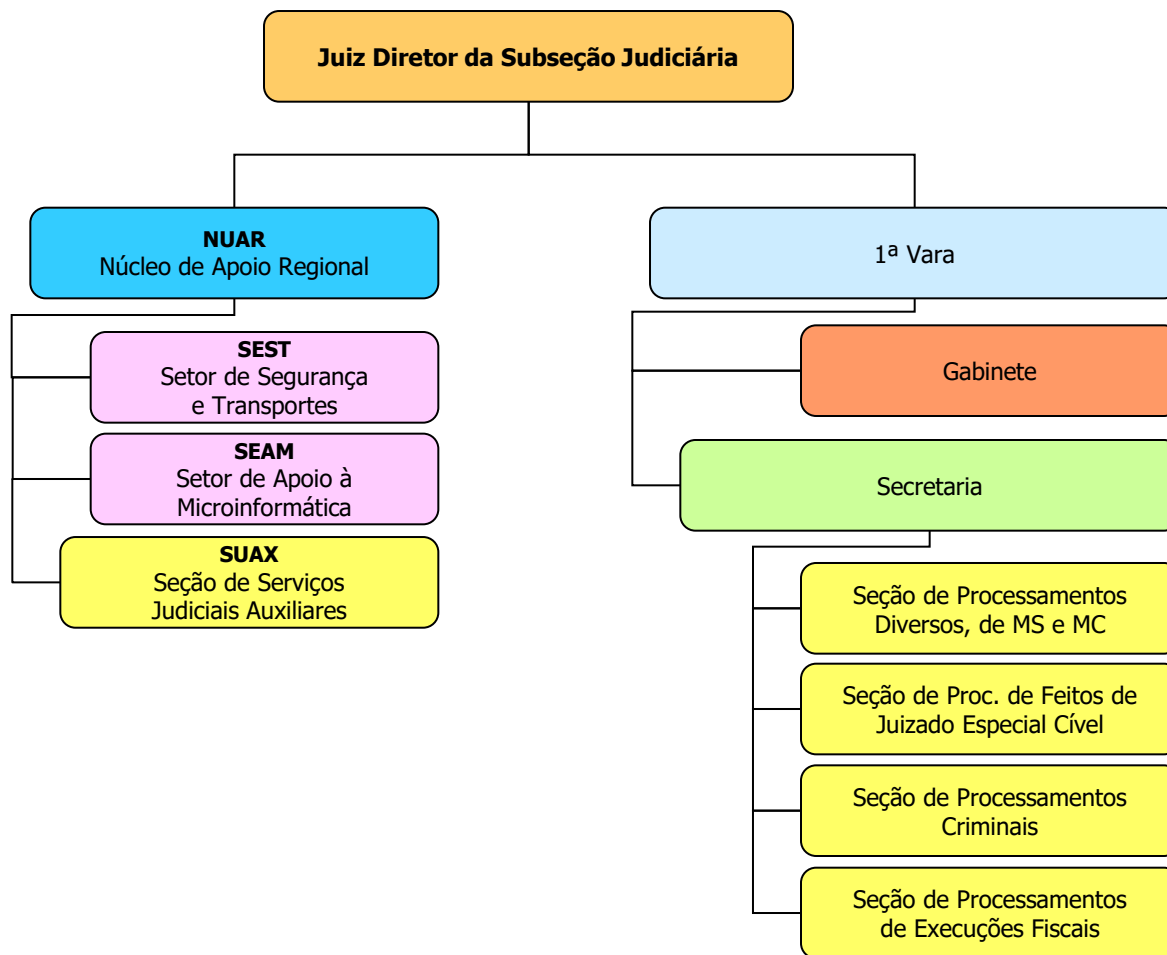 Juiz Diretor da Subseção Judiciária
NUAR
Núcleo de Apoio Regional
SEST
Setor de Segurança
e Transportes
SEAM
Setor de Apoio à
Microinformática
SUAX
Seção de Serviços
Judiciais Auxiliares
1ª Vara
Gabinete
Secretaria
Seção de Processamentos
Diversos, de MS e MC
Seção de Proc. de Feitos de
Juizado Especial Cível
Seção de Processamentos
Criminais
Seção de Processamentos
de Execuções Fiscais